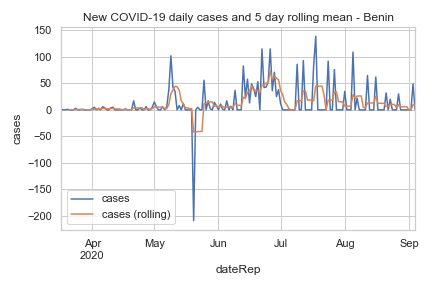 New COVID-19 daily cases and 5 day rolling mean - Benin
150
100
50
0
−50
−100
−150
−200
cases
cases
cases (rolling)
Apr
2020
May
Jun
Jul
Aug
Sep
dateRep